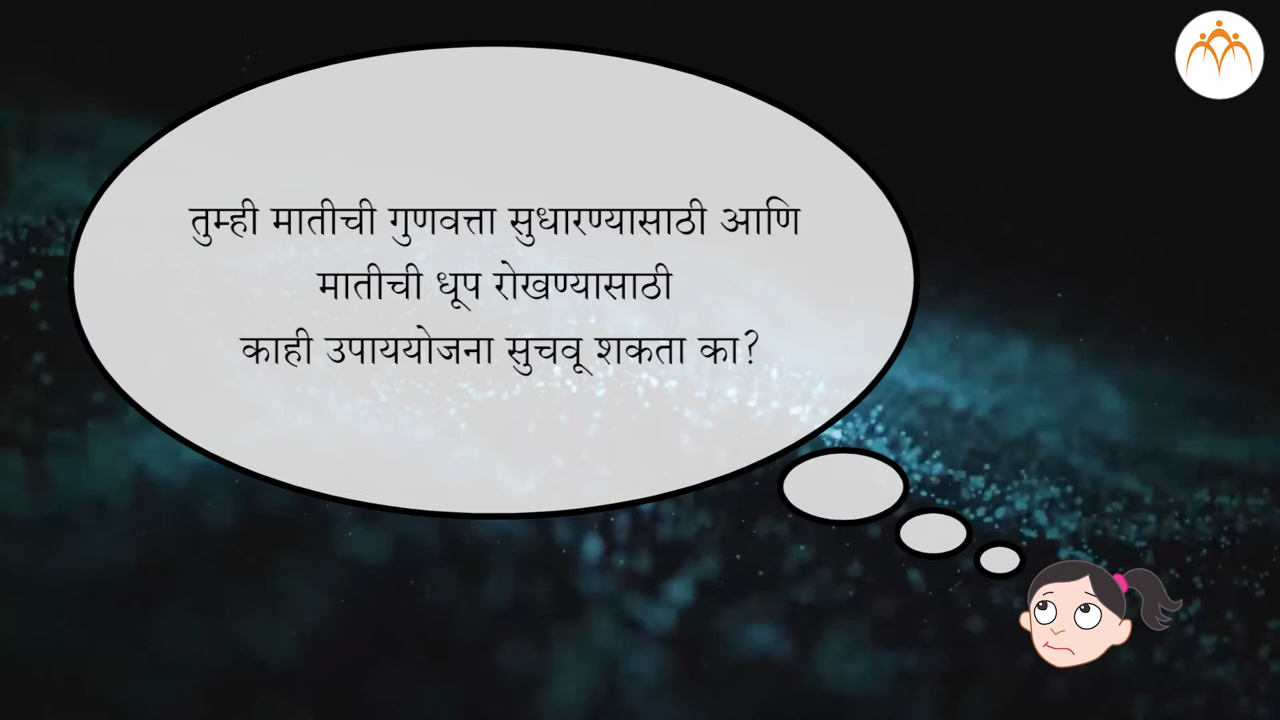 तुम्ही मातीची गुणवत्ता सुधारण्यासाठी आणि
मातीची धूप रोखण्यासाठी
काही उपाययोजना सुचवू शकता का?